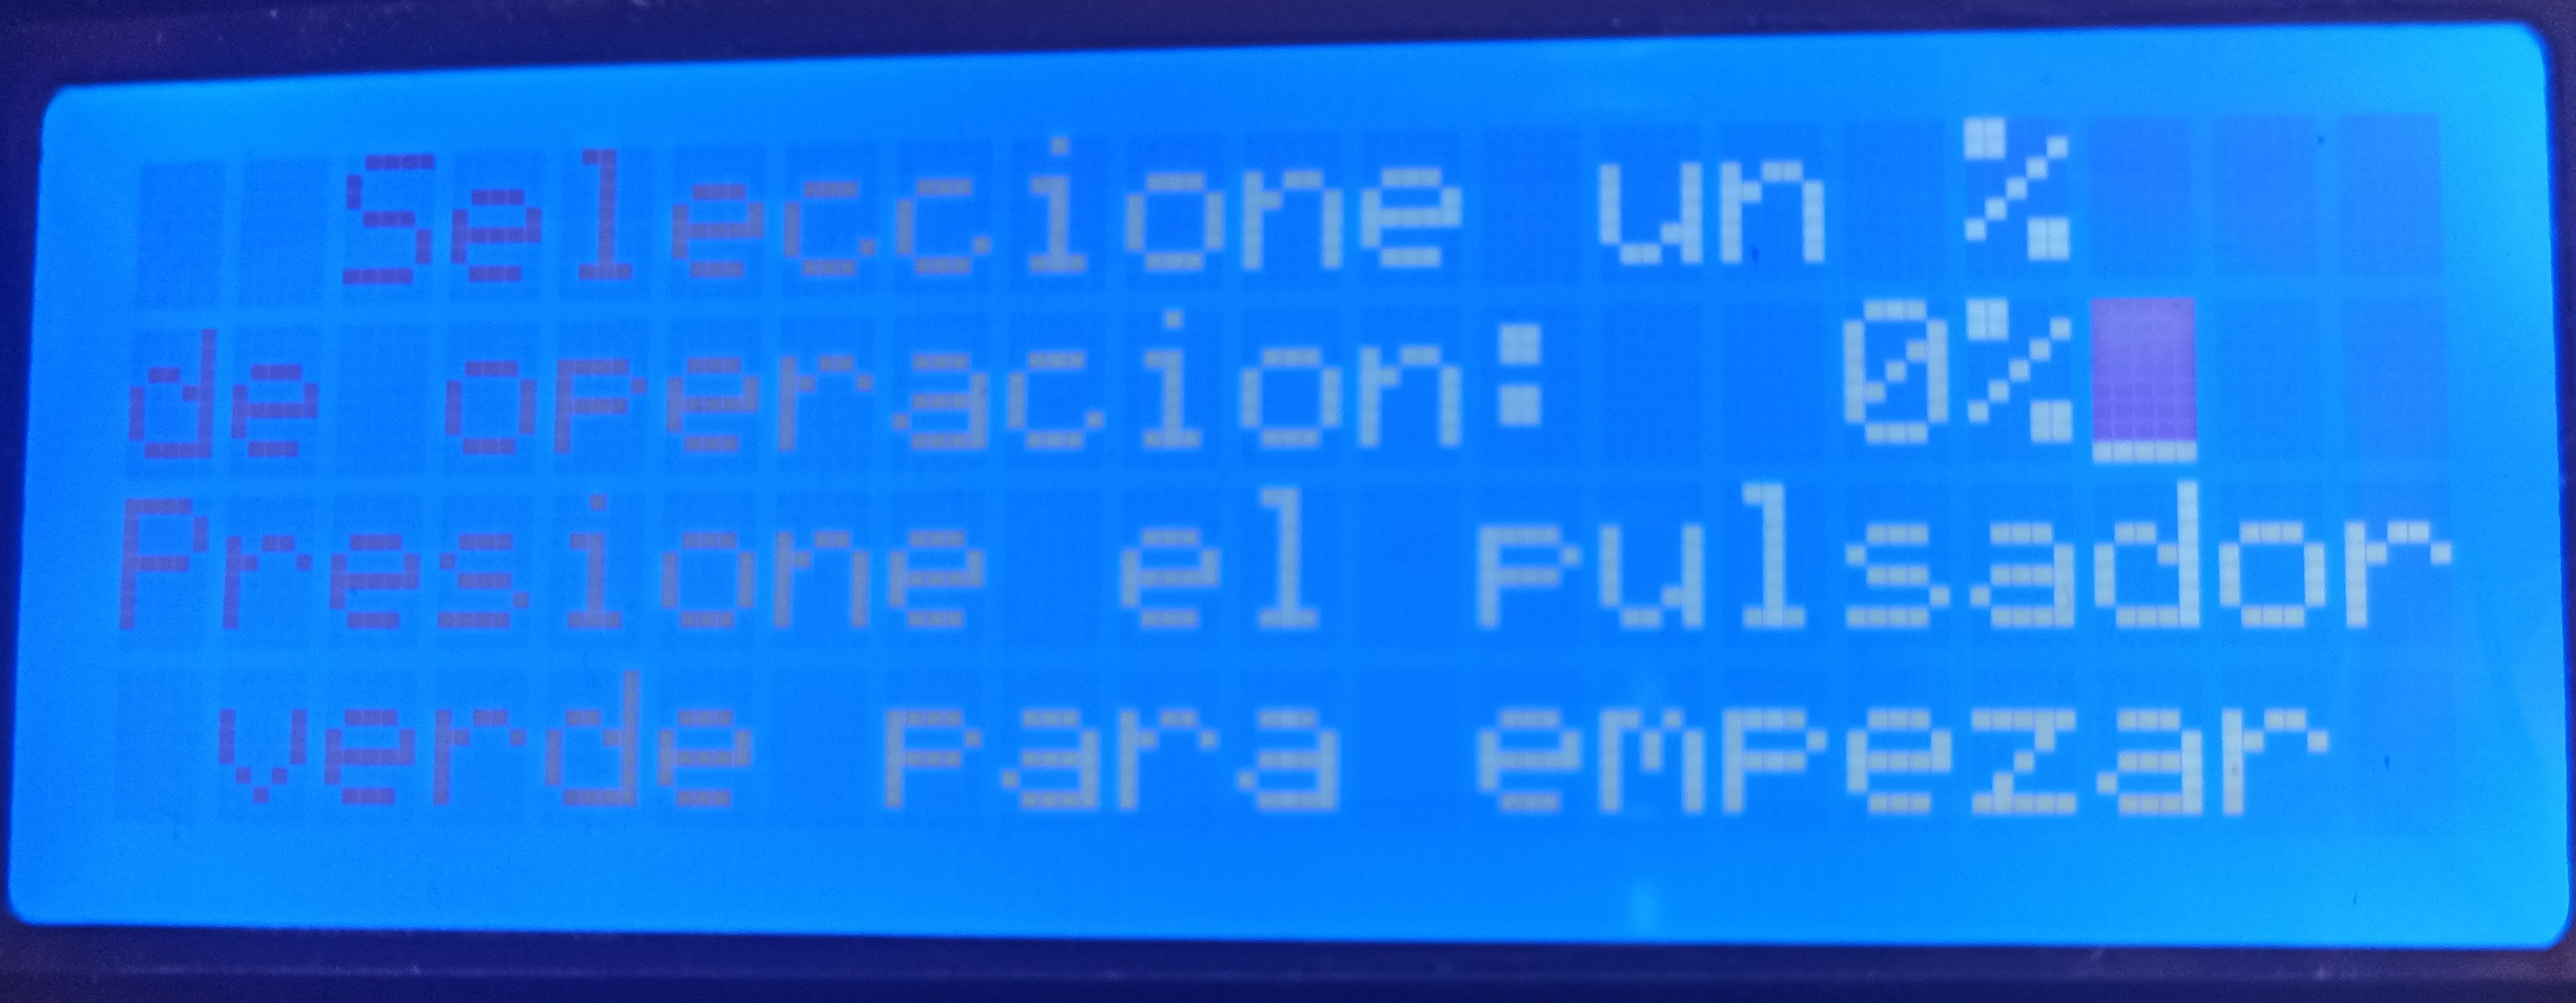 Seleccione un %
de operacion: 0%
Presione el pulsador
verde para empezar